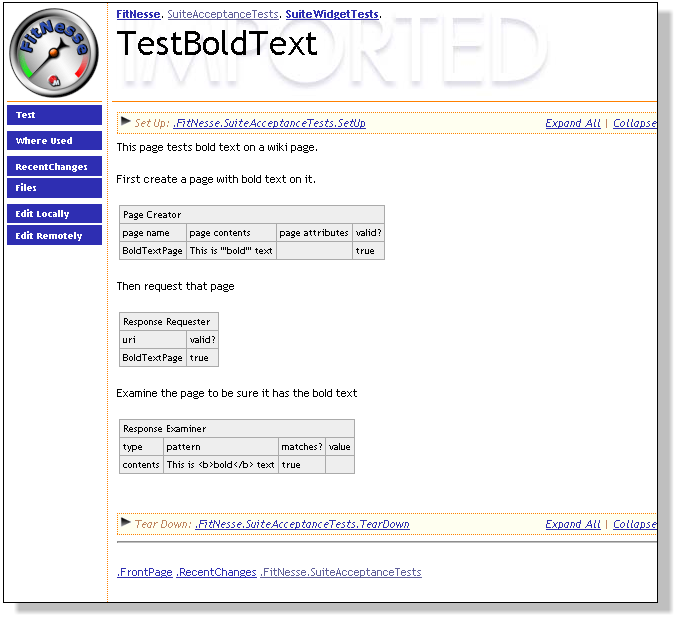 FitNesse
FitNesse. SuiteAcceptanceTests. SuiteWidgetTests.
TestBoldText
IMPORTED
Test
Where Used
RecentChanges
Files
Edit Locally
Edit Remotely
Set Up: .FitNesse.SuiteAcceptanceTests.SetUp Expand All | Collapse
This page tests bold text on a wiki page.
First create a page with bold text on it.
Page Creator
page name page contents page attributes valid?
BoldTextPage This is '''bold''' text true
Then request that page
Response Requester
uri valid?
BoldTextPage true
Examine the page to be sure it has the bold text
Response Examiner
type pattern matches? value
contents This is <b>bold</b> text true
Tear Down: .FitNesse.SuiteAcceptanceTests.TearDown Expand All | Collapse
.FrontPage .RecentChanges .FitNesse.SuiteAcceptanceTests